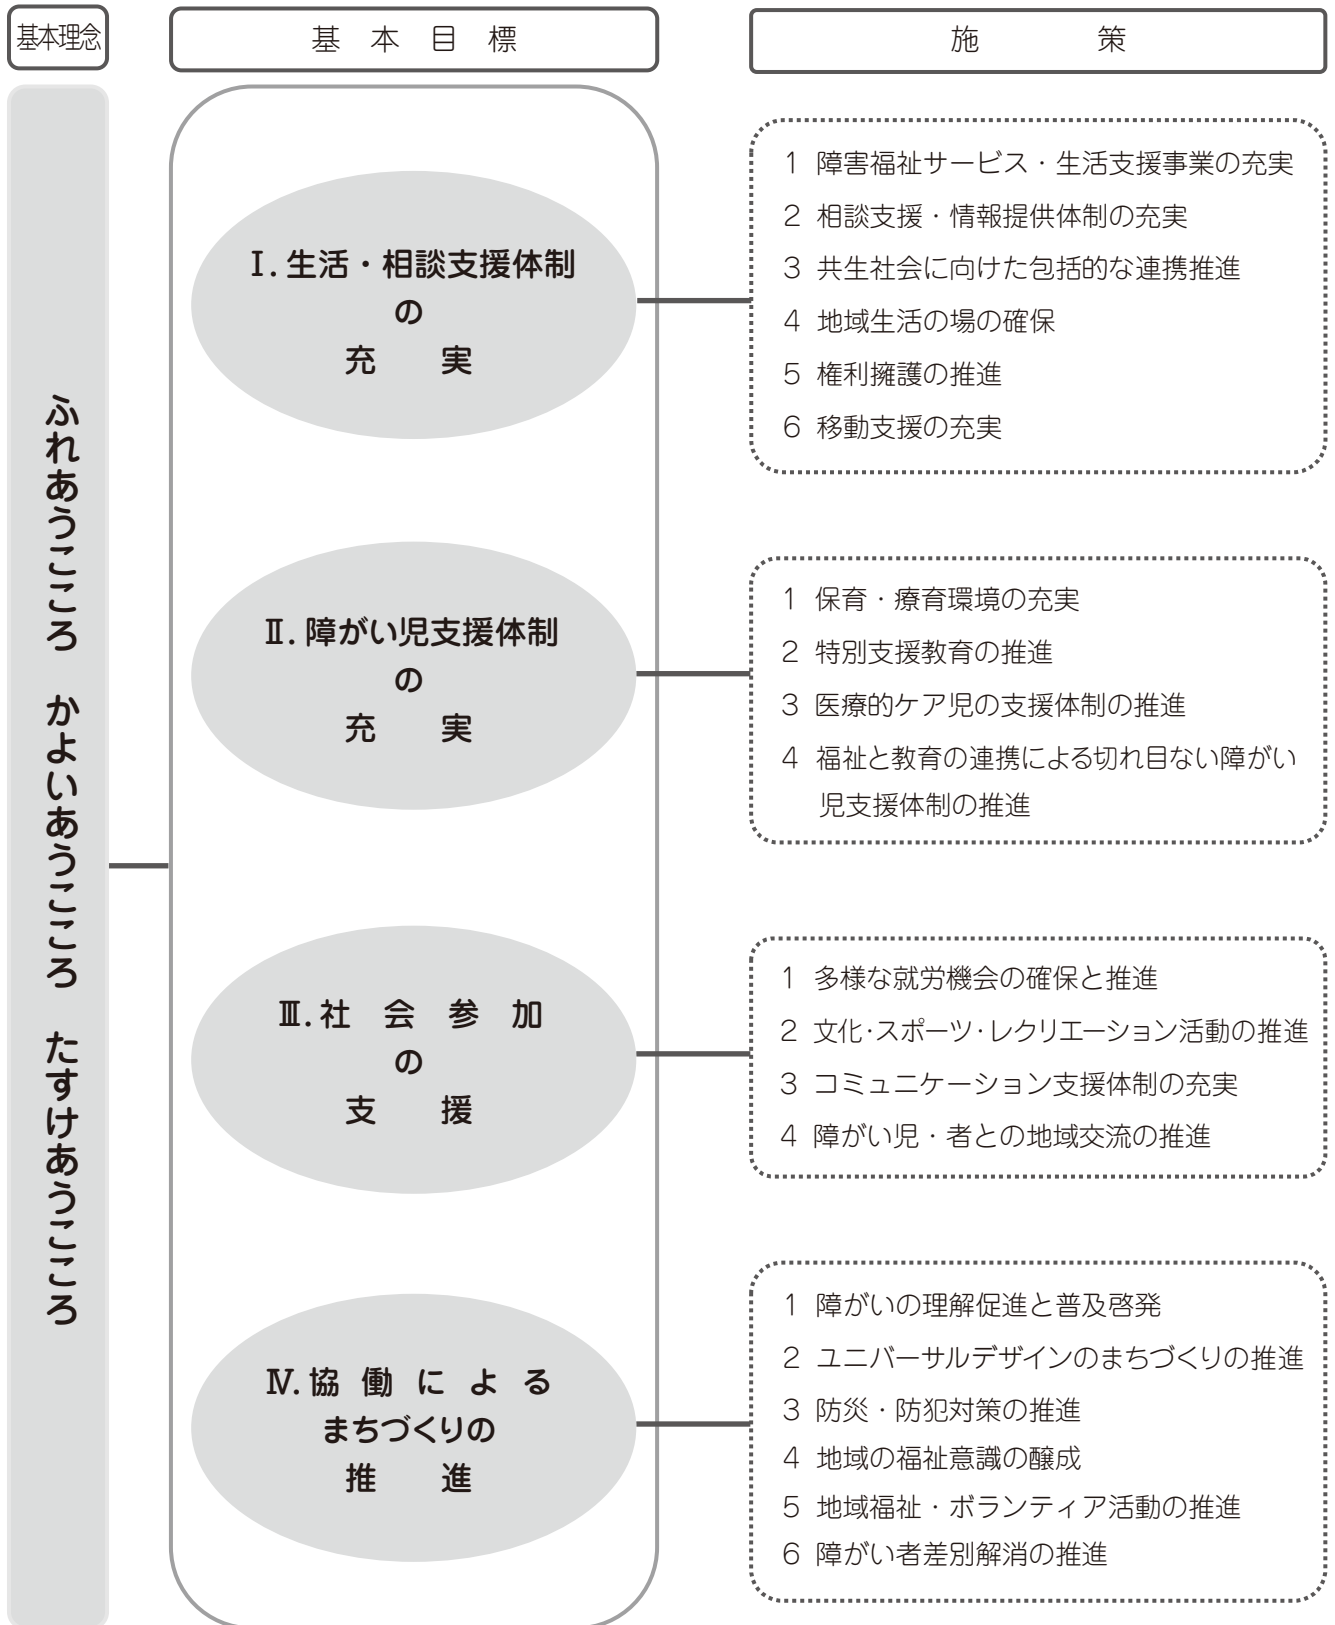 基本理念
基本目標
施策
ふれあうこころ　かよいあうこころ　たすけあうこころ
Ⅰ.生活・相談支援体制
の
充実
1 障害福祉サービス・生活支援事業の充実
2 相談支援・情報提供体制の充実
3 共生社会に向けた包括的な連携推進
4 地域生活の場の確保
5 権利擁護の推進
6 移動支援の充実
Ⅱ.障がい児支援体制
の
充実
1 保育・療育環境の充実
2 特別支援教育の推進
3 医療的ケア児の支援体制の推進
4 福祉と教育の連携による切れ目ない障がい
児支援体制の推進
Ⅲ.社会参加
の
支援
1 多様な就労機会の確保と推進
2 文化・スポーツ・レクリエーション活動の推進
3 コミュニケーション支援体制の充実
4 障がい児・者との地域交流の推進
Ⅳ.協働による
まちづくりの
推進
1 障がいの理解促進と普及啓発
2 ユニバーサルデザインのまちづくりの推進
3 防災・防犯対策の推進
4 地域の福祉意識の醸成
5 地域福祉・ボランティア活動の推進
6 障がい者差別解消の推進